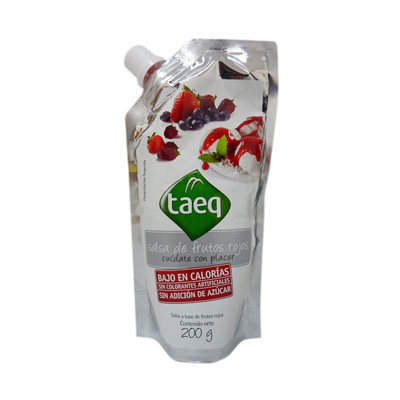 taeq
salsa de frutos rojos
cuídate con placer
BAJO EN CALORÍAS
SIN COLORANTES ARTIFICIALES
SIN ADICIÓN DE AZÚCAR
Salsa a base de frutos rojos
Contenido neto
200 g